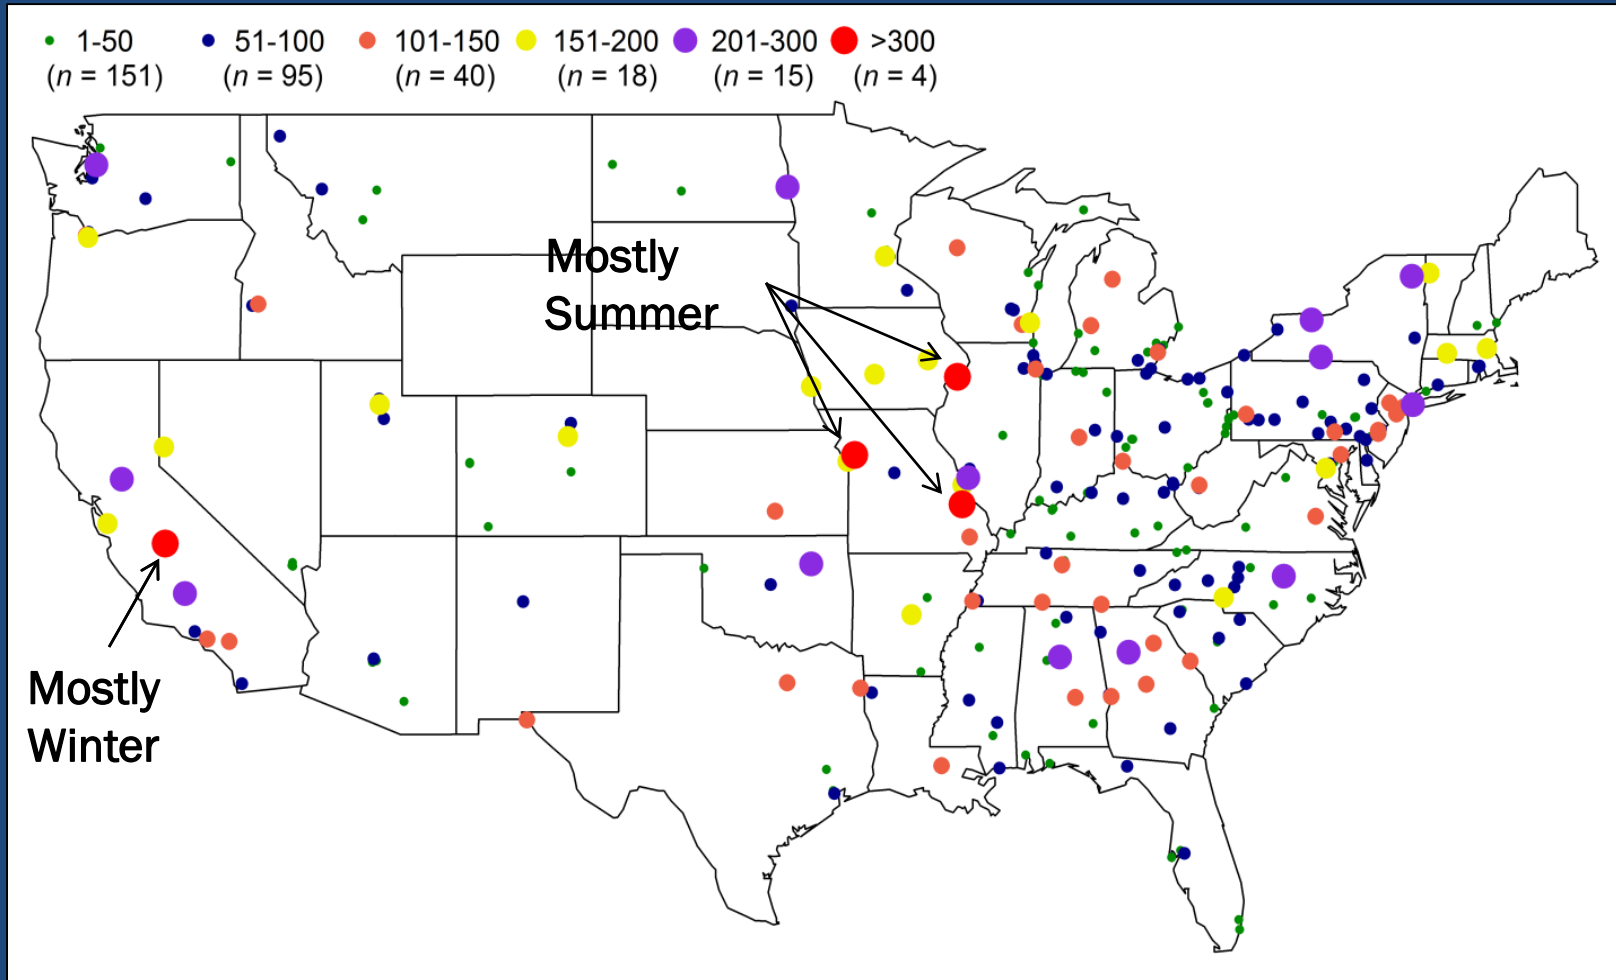 1-50 51-100 101-150 151-200 201-300 >300
(n = 151) (n = 95) (n = 40) (n = 18) (n = 15) (n = 4)
Mostly
Summer
Mostly
Winter